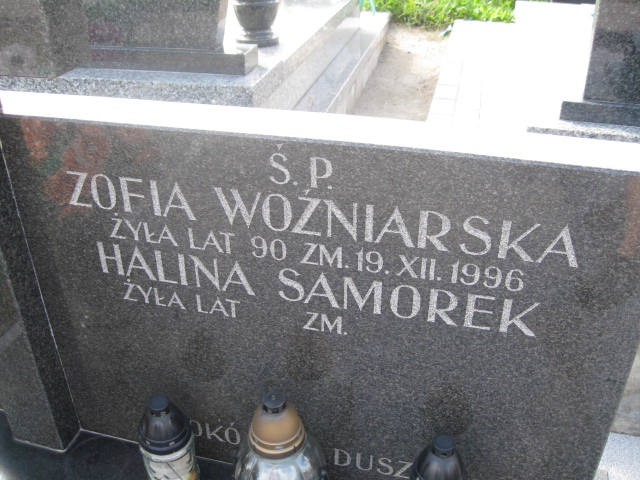 Ś. P.
ZOFIA WOŹNIARSKA
ŻYŁA LAT 90 ZM. 19. XII. 1996
HALINA SAMOREK
ŻYŁA LAT ZM.